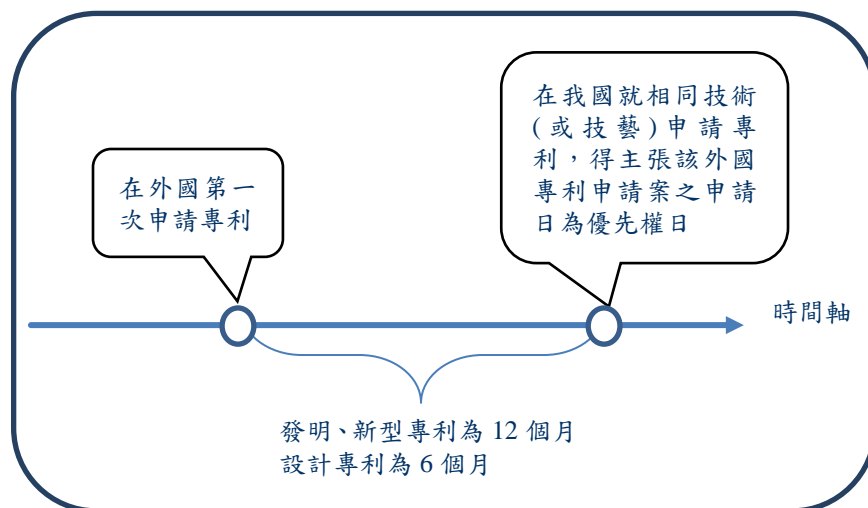 在外國第一
次申請專利
在我國就相同技術
(或技藝)申請專
利，得主張該外國
專利申請案之申請
日為優先權日
時間軸
發明、新型專利為 12 個月
設計專利為 6 個月